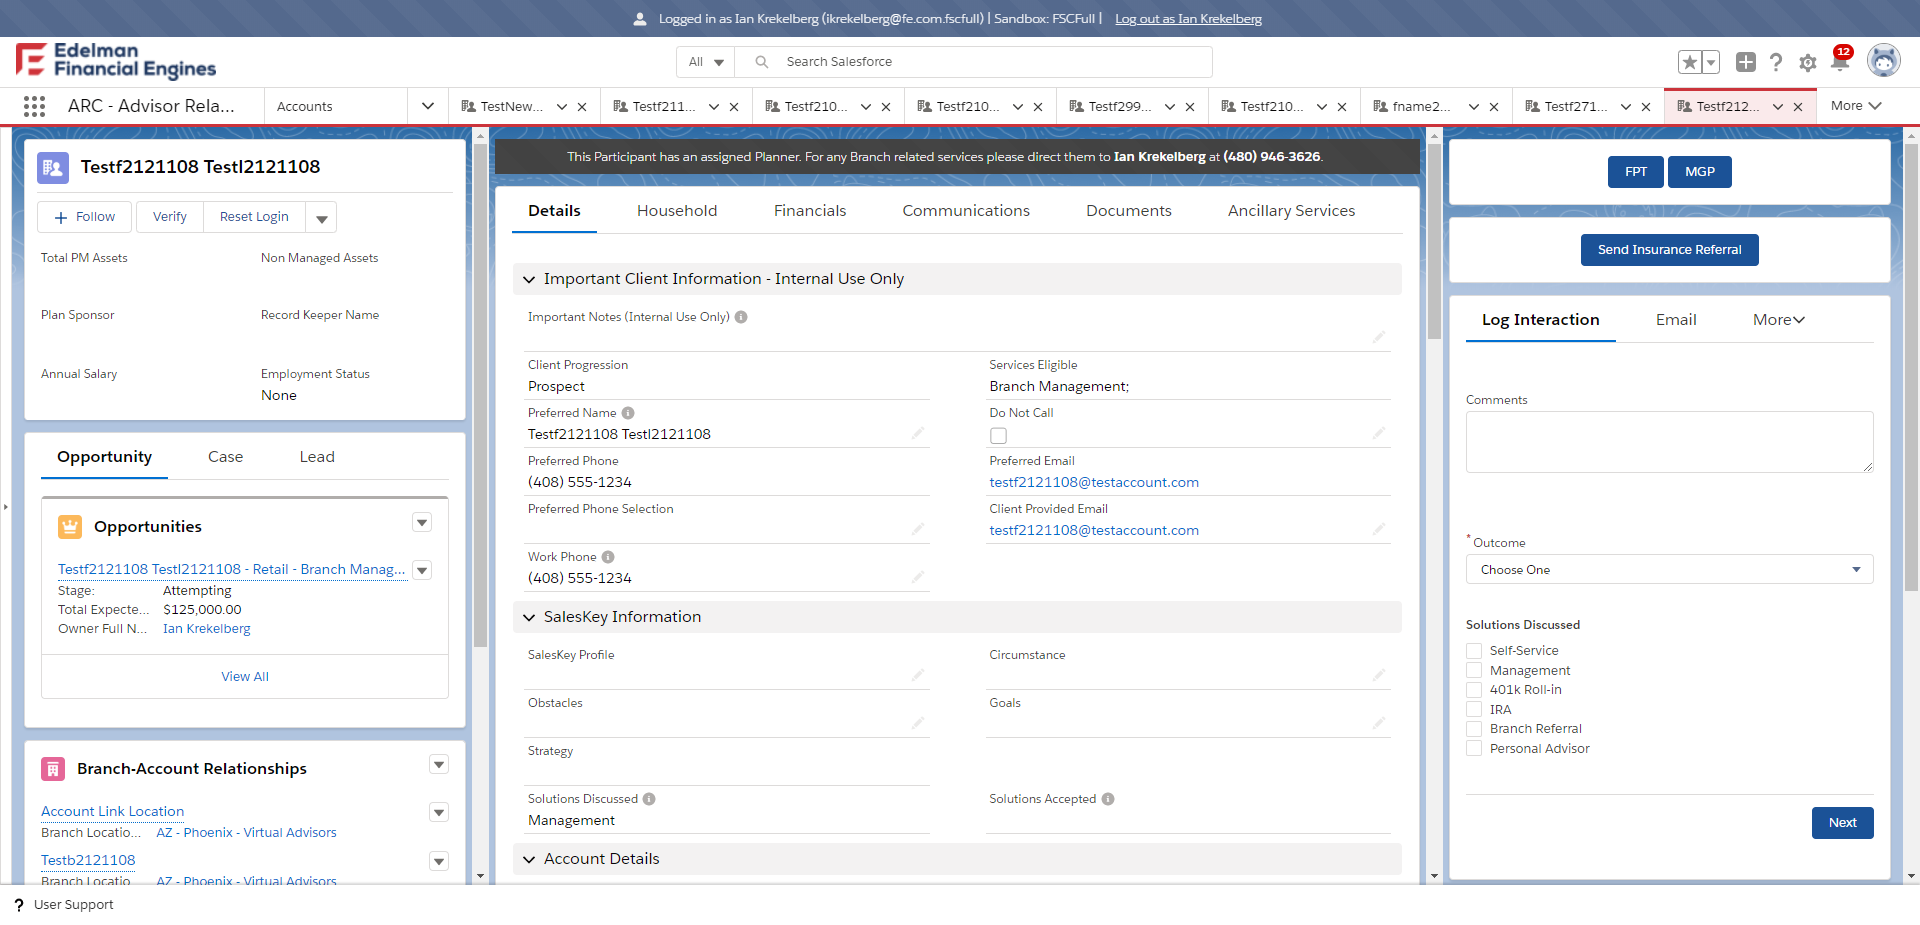 Logged in as Ian Krekelberg (ikrekelberg@fe.com.fscfull) | Sandbox: FSCFull | Log out as Ian Krekelberg
Edelman
Financial Engines
All
Search Salesforce
12
ARC - Advisor Rela...
Accounts
TestNew...
Testf211...
Testf210...
Testf210...
Testf299...
Testf210...
fname2...
Testf271...
Testf212...
More
Testf2121108 Testl2121108
Follow
Verify
Reset Login
Total PM Assets
Non Managed Assets
Plan Sponsor
Record Keeper Name
Annual Salary
Employment Status
None
Opportunity
Case
Lead
Opportunities
Testf2121108 Testl2121108 - Retail - Branch Manag...
Stage: Attempting
Total Expecte... $125,000.00
Owner Full N... Ian Krekelberg
View All
Branch-Account Relationships
Account Link Location
Branch Locatio... AZ - Phoenix - Virtual Advisors
Testb2121108
Branch Locatio AZ - Phoenix - Virtual Advisors
This Participant has an assigned Planner. For any Branch related services please direct them to Ian Krekelberg at (480) 946-3626.
Details
Household
Financials
Communications
Documents
Ancillary Services
Important Client Information - Internal Use Only
Important Notes (Internal Use Only)
Client Progression
Prospect
Services Eligible
Branch Management;
Preferred Name
Testf2121108 Testl2121108
Do Not Call
Preferred Phone
(408) 555-1234
Preferred Email
testf2121108@testaccount.com
Preferred Phone Selection
Client Provided Email
testf2121108@testaccount.com
Work Phone
(408) 555-1234
SalesKey Information
SalesKey Profile
Circumstance
Obstacles
Goals
Strategy
Solutions Discussed
Management
Solutions Accepted
Account Details
FPT
MGP
Send Insurance Referral
Log Interaction
Email
More
Comments
*Outcome
Choose One
Solutions Discussed
Self-Service
Management
401k Roll-in
IRA
Branch Referral
Personal Advisor
Next
? User Support